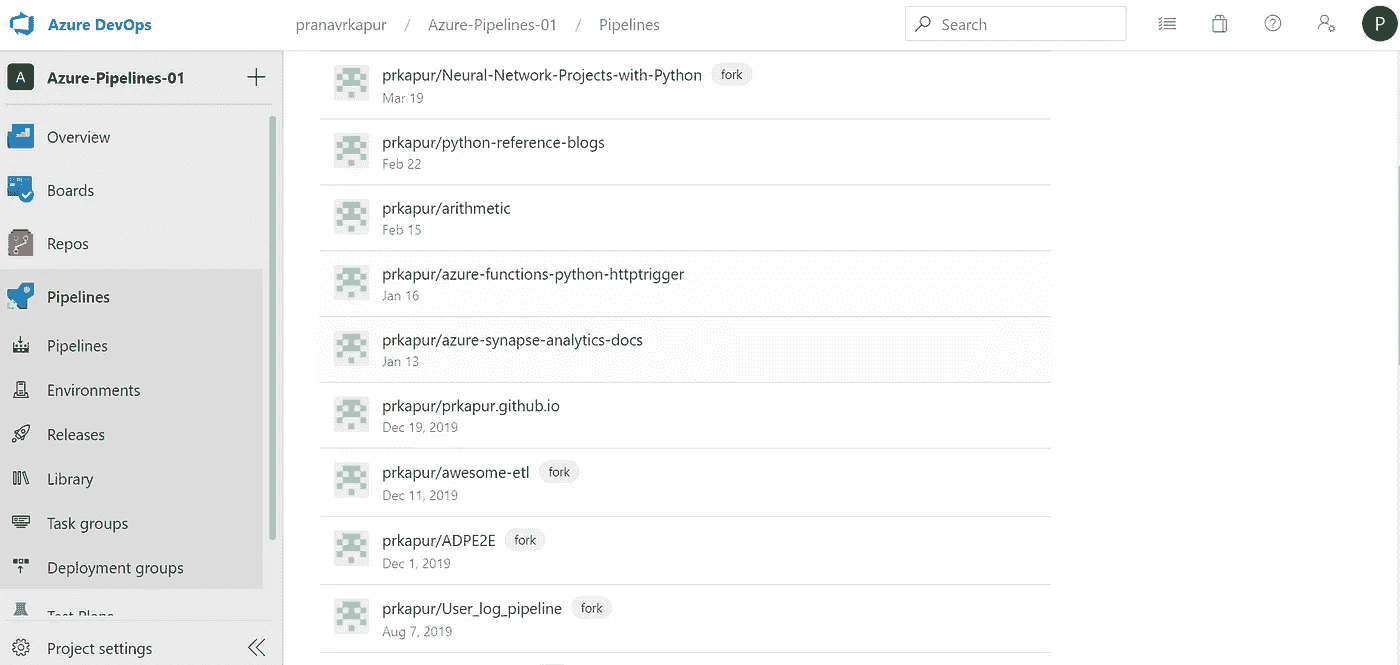 Azure DevOps
pranavrkapur / Azure-Pipelines-01 / Pipelines
Search
P
A
Azure-Pipelines-01
Overview
Boards
Repos
Pipelines
Pipelines
Environments
Releases
Library
Task groups
Deployment groups
Test Plans
Project settings
prkapur/Neural-Network-Projects-with-Python fork
Mar 19
prkapur/python-reference-blogs
Feb 22
prkapur/arithmetic
Feb 15
prkapur/azure-functions-python-httptrigger
Jan 16
prkapur/azure-synapse-analytics-docs
Jan 13
prkapur/prkapur.github.io
Dec 19, 2019
prkapur/awesome-etl fork
Dec 11, 2019
prkapur/ADPE2E fork
Dec 1, 2019
prkapur/User_log_pipeline fork
Aug 7, 2019